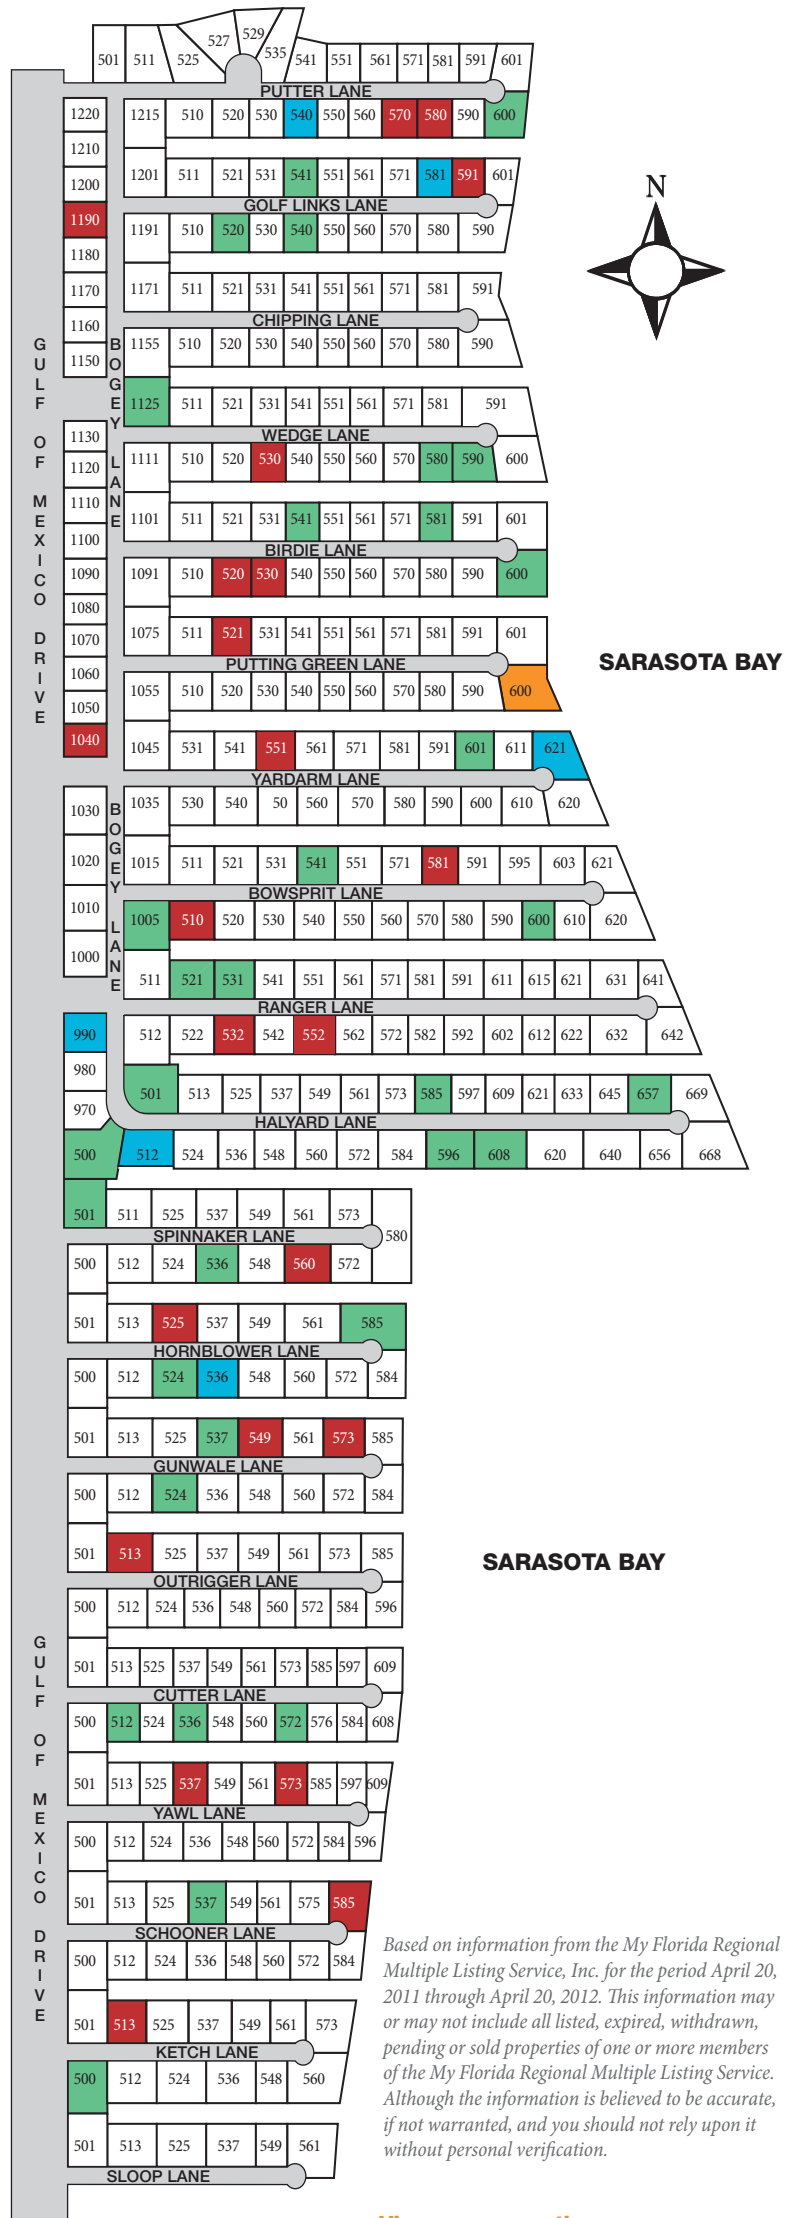 501 511 525 527 529 535 541 551 561 571 581 591 601
PUTTER LANE
1220 1215 510 520 530 540 550 560 570 580 590 600
1210
1200 1201 511 521 531 541 551 561 571 581 591 601
GOLF LINKS LANE
1190 1191 510 520 530 540 550 560 570 580 590
N
1180
1170 1171 511 521 531 541 551 561 571 581 591
CHIPPING LANE
1160
1150 1155 510 520 530 540 550 560 570 580 590
GULF OF MEXICO DRIVE
BOGEY LANE
1125 511 521 531 541 551 561 571 581 591
WEDGE LANE
1130
1120 1111 510 520 530 540 550 560 570 580 590 600
1110
1100 1101 511 521 531 541 551 561 571 581 591 601
BIRDIE LANE
1090 1091 510 520 530 540 550 560 570 580 590 600
1080
1070 1075 511 521 531 541 551 561 571 581 591 601
PUTTING GREEN LANE
SARASOTA BAY
1060
1050 1055 510 520 530 540 550 560 570 580 590 600
1040 1045 531 541 551 561 571 581 591 601 611 621
YARDARM LANE
1030 1035 530 540 50 560 570 580 590 600 610 620
BOGEY LANE
1020 1015 511 521 531 541 551 571 581 591 595 603 621
BOWSPRIT LANE
1010 1005 510 520 530 540 550 560 570 580 590 600 610 620
1000
511 521 531 541 551 561 571 581 591 611 615 621 631 641
RANGER LANE
990 512 522 532 542 552 562 572 582 592 602 612 622 632 642
980
970 501 513 525 537 549 561 573 585 597 609 621 633 645 657 669
HALYARD LANE
500 512 524 536 548 560 572 584 596 608 620 640 656 668
501 511 525 537 549 561 573 580
SPINNAKER LANE
500 512 524 536 548 560 572
501 513 525 537 549 561 585
HORNBLOWER LANE
500 512 524 536 548 560 572 584
501 513 525 537 549 561 573 585
GUNWALE LANE
500 512 524 536 548 560 572 584
501 513 525 537 549 561 573 585
SARASOTA BAY
OUTRIGGER LANE
500 512 524 536 548 560 572 584 596
GULF OF MEXICO DRIVE
501 513 525 537 549 561 573 585 597 609
CUTTER LANE
500 512 524 536 548 560 572 576 584 608
501 513 525 537 549 561 573 585 597 609
YAWL LANE
500 512 524 536 548 560 572 584 596
501 513 525 537 549 561 575 585
SCHOONER LANE
500 512 524 536 548 560 572 584
501 513 525 537 549 561 573
KETCH LANE
500 512 524 536 548 560
501 513 525 537 549 561
SLOOP LANE
Based on information from the My Florida Regional
Multiple Listing Service, Inc. for the period April 20,
2011 through April 20, 2012. This information may
or may not include all listed, expired, withdrawn,
pending or sold properties of one or more members
of the My Florida Regional Multiple Listing Service.
Although the information is believed to be accurate,
if not warranted, and you should not rely upon it
without personal verification.